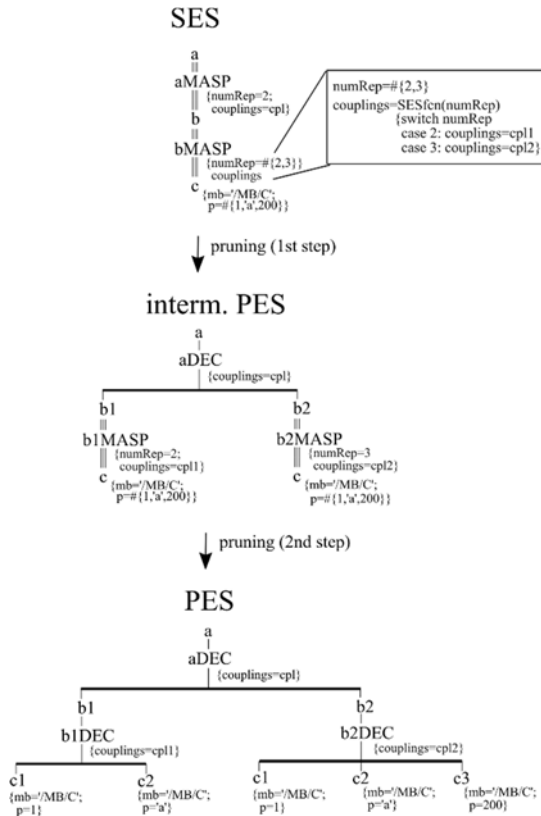 SES
a
aMASP
{numRep=2;
couplings=cpl}
b
bMASP
{numRep=#{2,3}}
couplings
c
{mb='/MB/C';
p=#{1,'a',200}}
numRep=#{2,3}
couplings=SESfcn(numRep)
{switch numRep
case 2: couplings=cpl1
case 3: couplings=cpl2}
pruning (1st step)
interm. PES
a
aDEC
{couplings=cpl}
b1 b2
b1MASP b2MASP
{numRep=2; {numRep=3
couplings=cpl1} couplings=cpl2}
c c
{mb='/MB/C'; {mb='/MB/C';
p=#{1,'a',200}} p=#{1,'a',200}}
pruning (2nd step)
PES
a
aDEC
{couplings=cpl}
b1 b2
b1DEC b2DEC
{couplings=cpl1} {couplings=cpl2}
c1 c2 c1 c2 c3
{mb='/MB/C'; {mb='/MB/C'; {mb='/MB/C'; {mb='/MB/C'; {mb='/MB/C';
p=1} p='a'} p=1} p='a'} p=200}